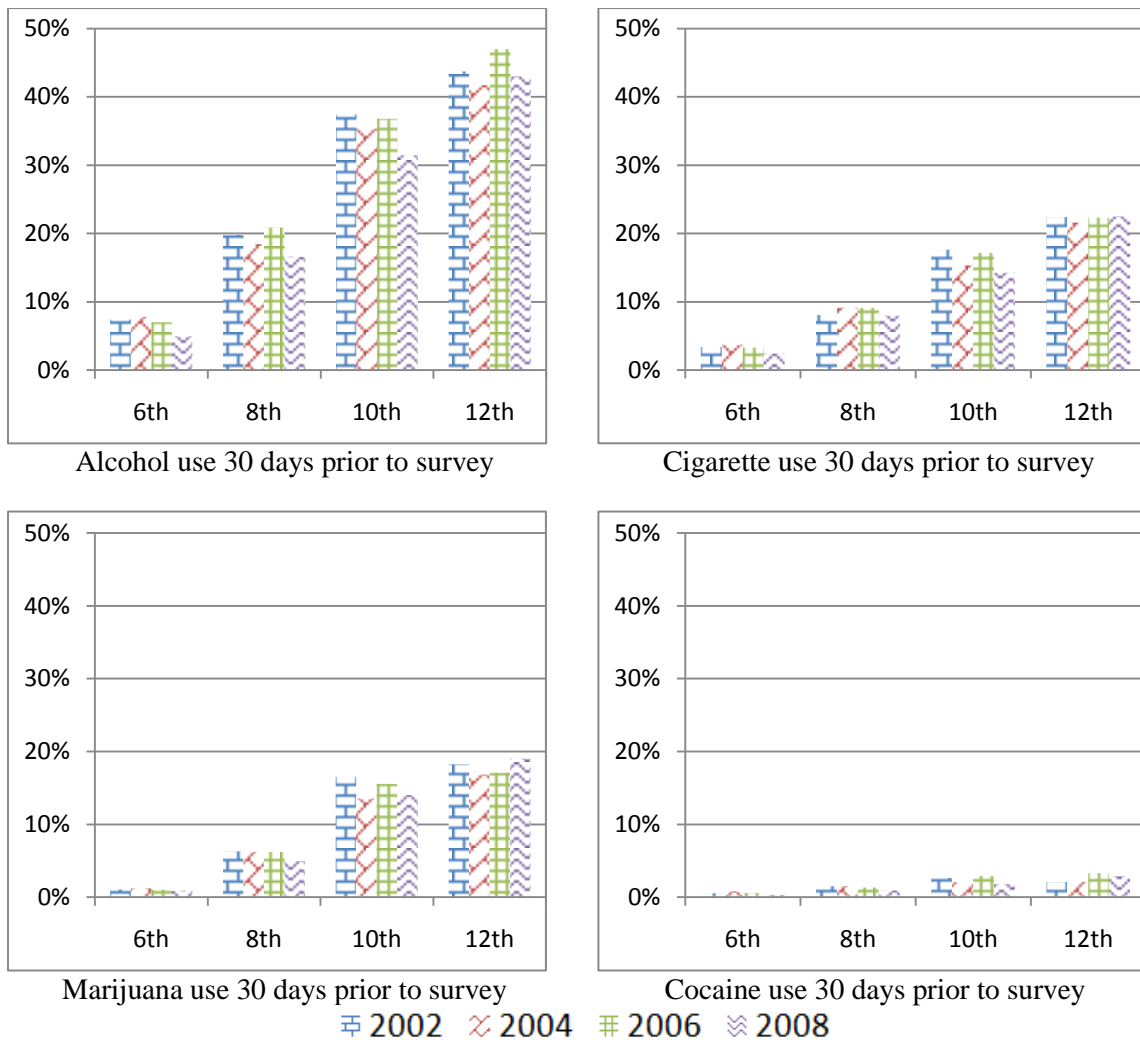 50%
40%
30%
20%
10%
0%
6th 8th 10th 12th
Alcohol use 30 days prior to survey
50%
40%
30%
20%
10%
0%
6th 8th 10th 12th
Cigarette use 30 days prior to survey
50%
40%
30%
20%
10%
0%
6th 8th 10th 12th
Marijuana use 30 days prior to survey
50%
40%
30%
20%
10%
0%
6th 8th 10th 12th
Cocaine use 30 days prior to survey
2002 2004 2006 2008